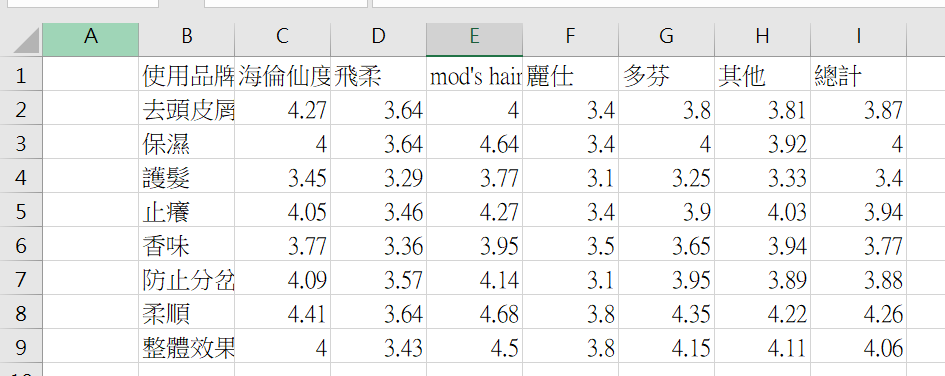 A B C D E F G H I
1 使用品牌 海倫仙度 飛柔 mod's hair 麗仕 多芬 其他 總計
2 去頭皮屑 4.27 3.64 4 3.4 3.8 3.81 3.87
3 保濕 4 3.64 4.64 3.4 4 3.92 4
4 護髮 3.45 3.29 3.77 3.1 3.25 3.33 3.4
5 止癢 4.05 3.46 4.27 3.4 3.9 4.03 3.94
6 香味 3.77 3.36 3.95 3.5 3.65 3.94 3.77
7 防止分岔 4.09 3.57 4.14 3.1 3.95 3.89 3.88
8 柔順 4.41 3.64 4.68 3.8 4.35 4.22 4.26
9 整體效果 4 3.43 4.5 3.8 4.15 4.11 4.06